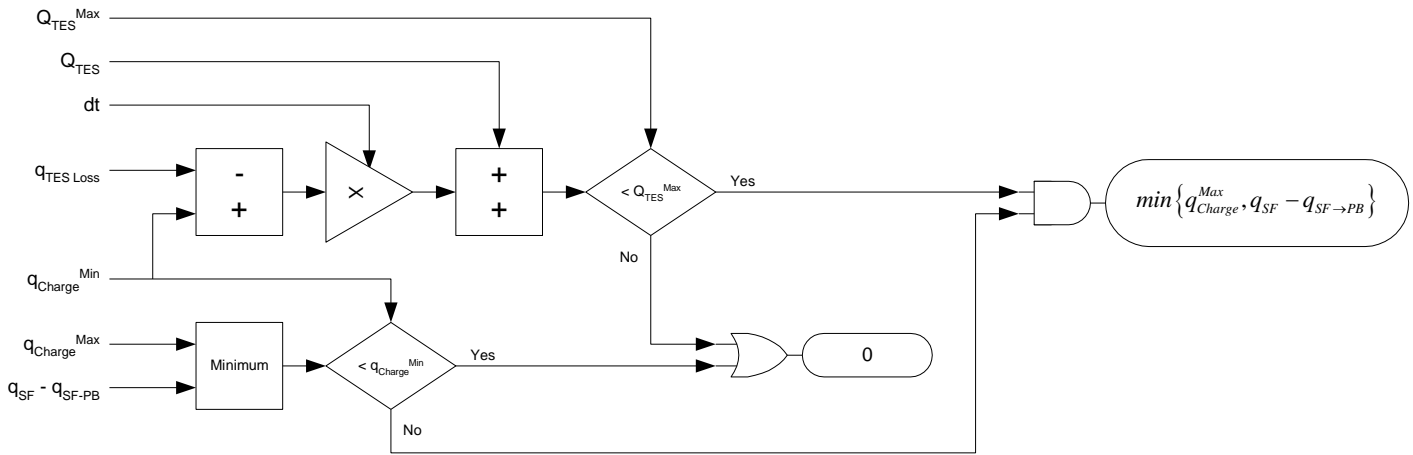 Q_TES^Max
Q_TES
dt
q_TES Loss
-
+
X
+
+
< Q_TES^Max
Yes
No
min{q_Charge^Max, q_SF − q_SF→PB}
q_Charge^Min
q_Charge^Max
q_SF - q_SF-PB
Minimum
< q_Charge^Min
Yes
No
0